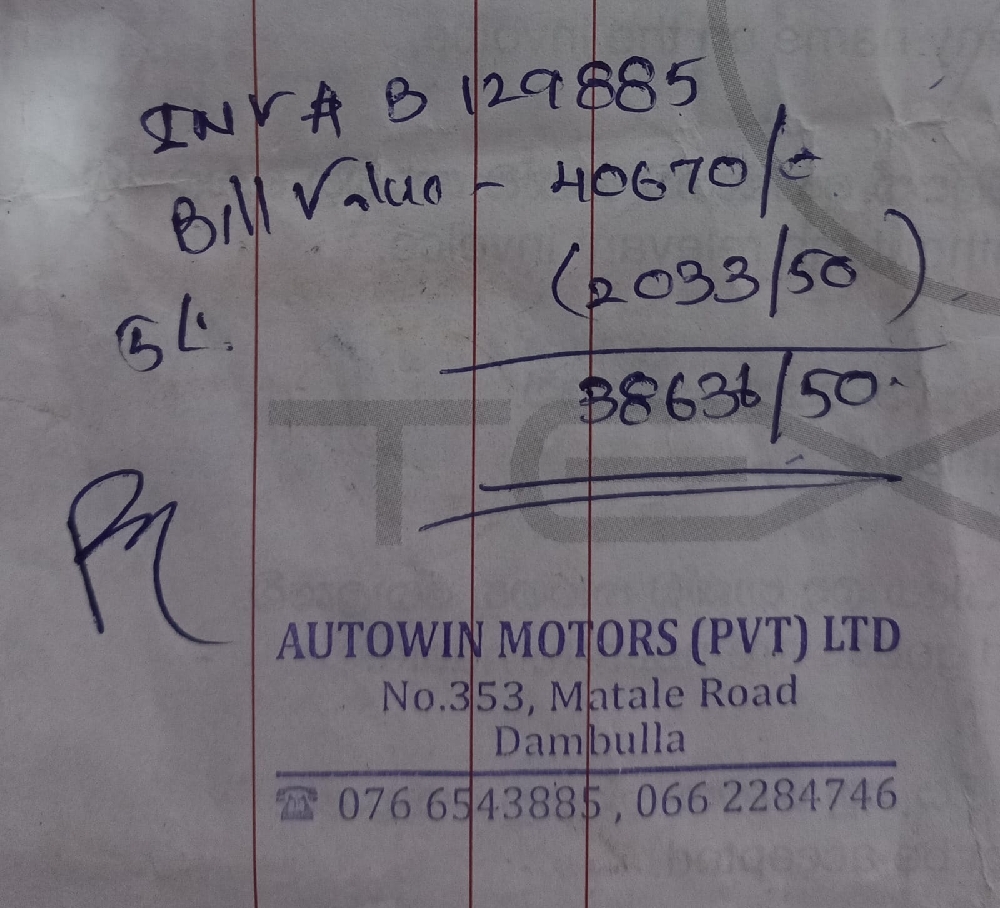 INV # B 129885
Bill Value - 40670/=
(2033/50)
5%.
38636/50.
AUTOWIN MOTORS (PVT) LTD
No.353, Matale Road
Dambulla
☎ 076 6543885, 066 2284746